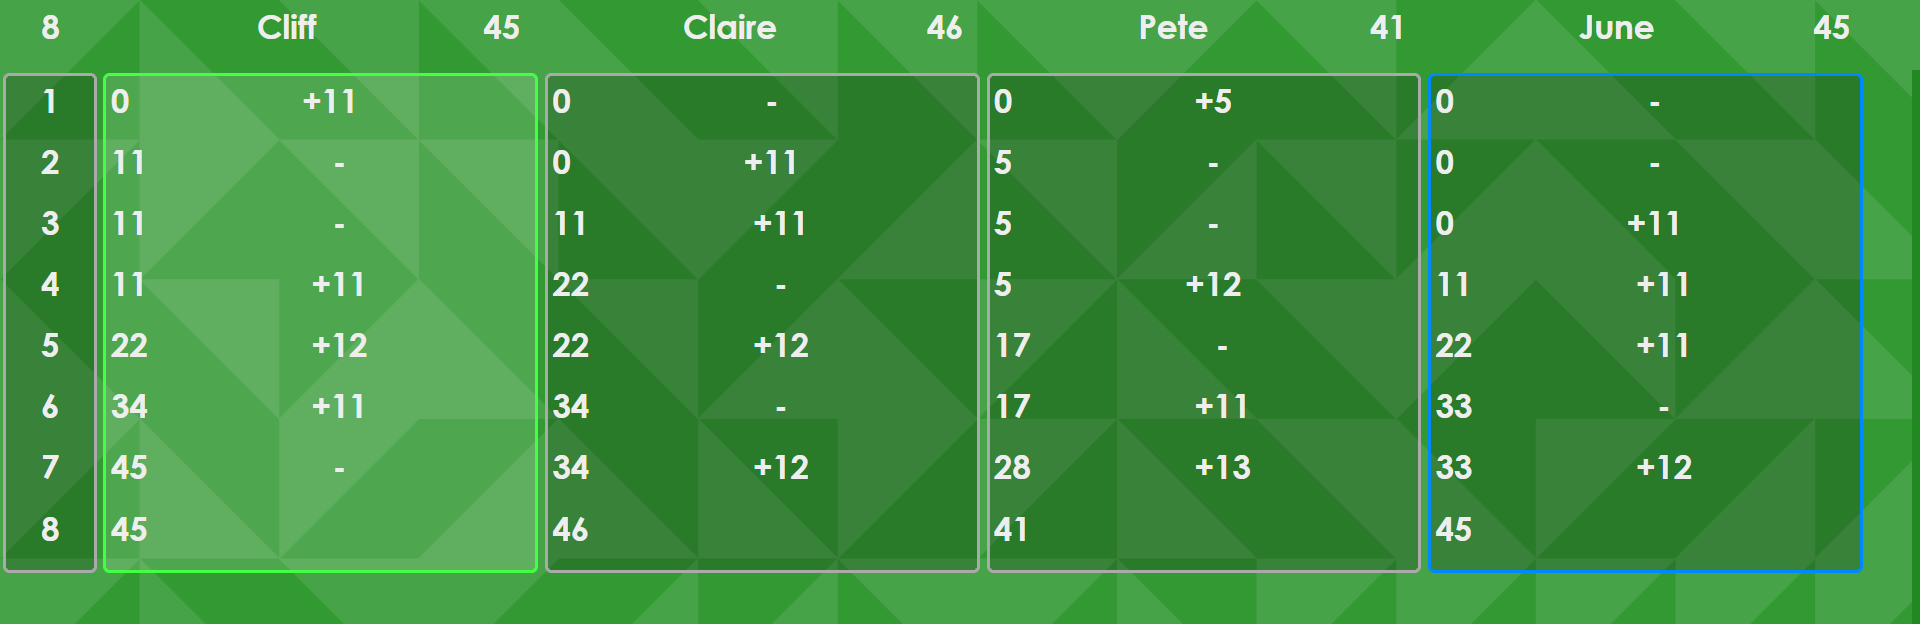 8 Cliff 45 Claire 46 Pete 41 June 45
1 0 +11 0 - 0 +5 0 -
2 11 - 0 +11 5 - 0 -
3 11 - 11 +11 5 - 0 +11
4 11 +11 22 - 5 +12 11 +11
5 22 +12 22 +12 17 - 22 +11
6 34 +11 34 - 17 +11 33 -
7 45 - 34 +12 28 +13 33 +12
8 45 46 41 45